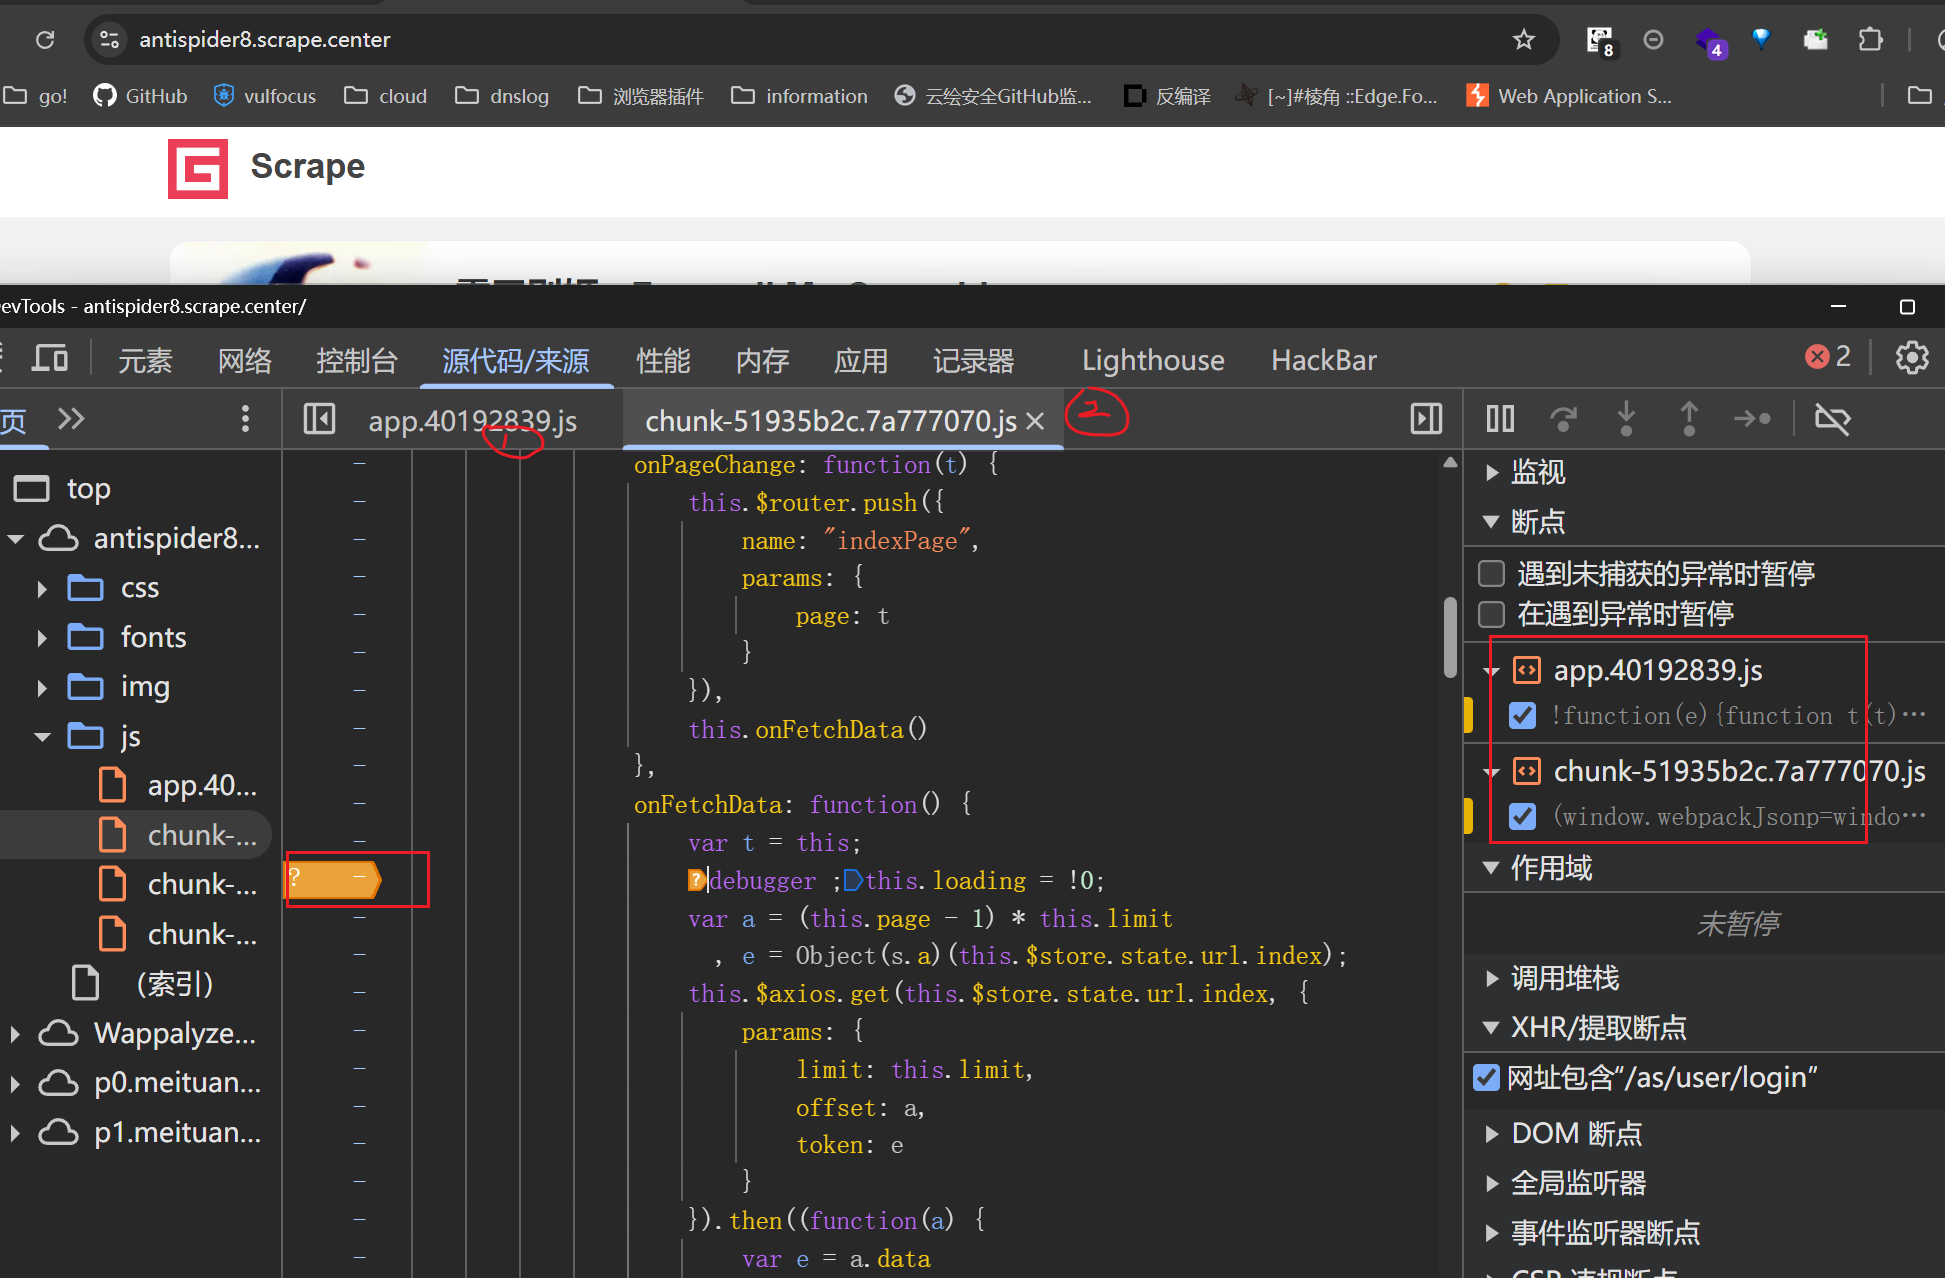 antispider8.scrape.center
8
4
go!
GitHub
vulfocus
cloud
dnslog
浏览器插件
information
云绘安全GitHub监...
反编译
[~]#棱角 ::Edge.Fo...
Web Application S...
Scrape
evTools - antispider8.scrape.center/
元素
网络
控制台
源代码/来源
性能
内存
应用
记录器
Lighthouse
HackBar
2
页
app.40192839.js
1
chunk-51935b2c.7a777070.js
2
top
antispider8...
css
fonts
img
js
app.40...
chunk-...
chunk-...
chunk-...
(索引)
Wappalyze...
p0.meituan...
p1.meituan...
onPageChange: function(t) {
this.$router.push({
name: "indexPage",
params: {
page: t
}
}),
this.onFetchData()
},
onFetchData: function() {
var t = this;
? debugger ;this.loading = !0;
var a = (this.page - 1) * this.limit
, e = Object(s.a)(this.$store.state.url.index);
this.$axios.get(this.$store.state.url.index, {
params: {
limit: this.limit,
offset: a,
token: e
}
}).then((function(a) {
var e = a.data
?
监视
断点
遇到未捕获的异常时暂停
在遇到异常时暂停
app.40192839.js
!function(e){function t(t)…
chunk-51935b2c.7a777070.js
(window.webpackJsonp=windo…
作用域
未暂停
调用堆栈
XHR/提取断点
网址包含“/as/user/login”
DOM 断点
全局监听器
事件监听器断点